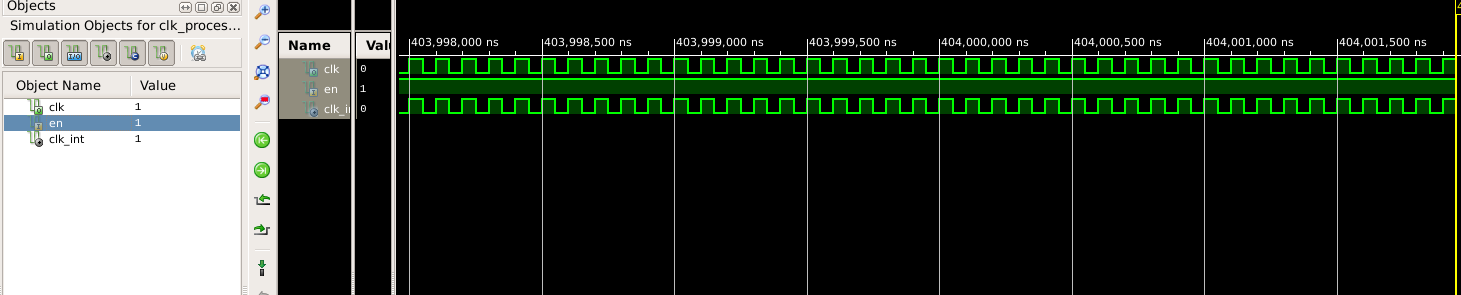 Objects
Simulation Objects for clk_proces...
Object Name Value
clk 1
en 1
clk_int 1
Name Valu
clk 0
en 1
clk_i 0
403,998,000 ns 403,998,500 ns 403,999,000 ns 403,999,500 ns 404,000,000 ns 404,000,500 ns 404,001,000 ns 404,001,500 ns